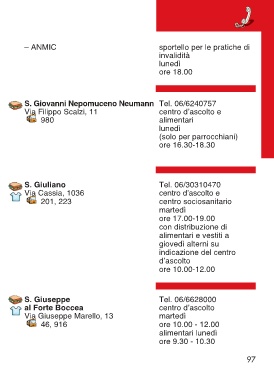 – ANMIC
sportello per le pratiche di
invalidità
lunedì
ore 18.00
S. Giovanni Nepomuceno Neumann
Via Filippo Scalzi, 11
980
Tel. 06/6240757
centro d'ascolto e
alimentari
lunedì
(solo per parrocchiani)
ore 16.30-18.30
S. Giuliano
Via Cassia, 1036
201, 223
Tel. 06/30310470
centro d'ascolto e
centro sociosanitario
martedì
ore 17.00-19.00
con distribuzione di
alimentari e vestiti a
giovedì alterni su
indicazione del centro
d'ascolto
ore 10.00-12.00
S. Giuseppe
al Forte Boccea
Via Giuseppe Marello, 13
46, 916
Tel. 06/6628000
centro d'ascolto
martedì
ore 10.00 - 12.00
alimentari lunedì
ore 9.30 - 10.30
97